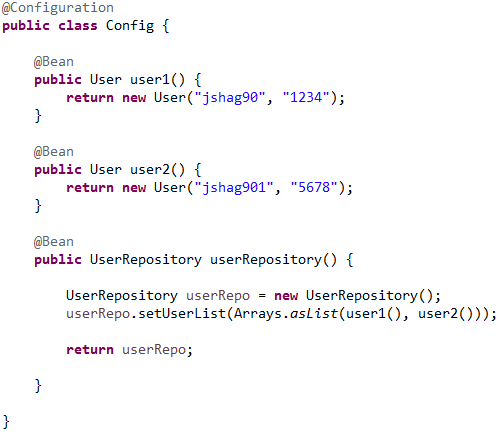 @Configuration
public class Config {
@Bean
public User user1() {
return new User("jshag90", "1234");
}
@Bean
public User user2() {
return new User("jshag901", "5678");
}
@Bean
public UserRepository userRepository() {
UserRepository userRepo = new UserRepository();
userRepo.setUserList(Arrays.asList(user1(), user2()));
return userRepo;
}
}